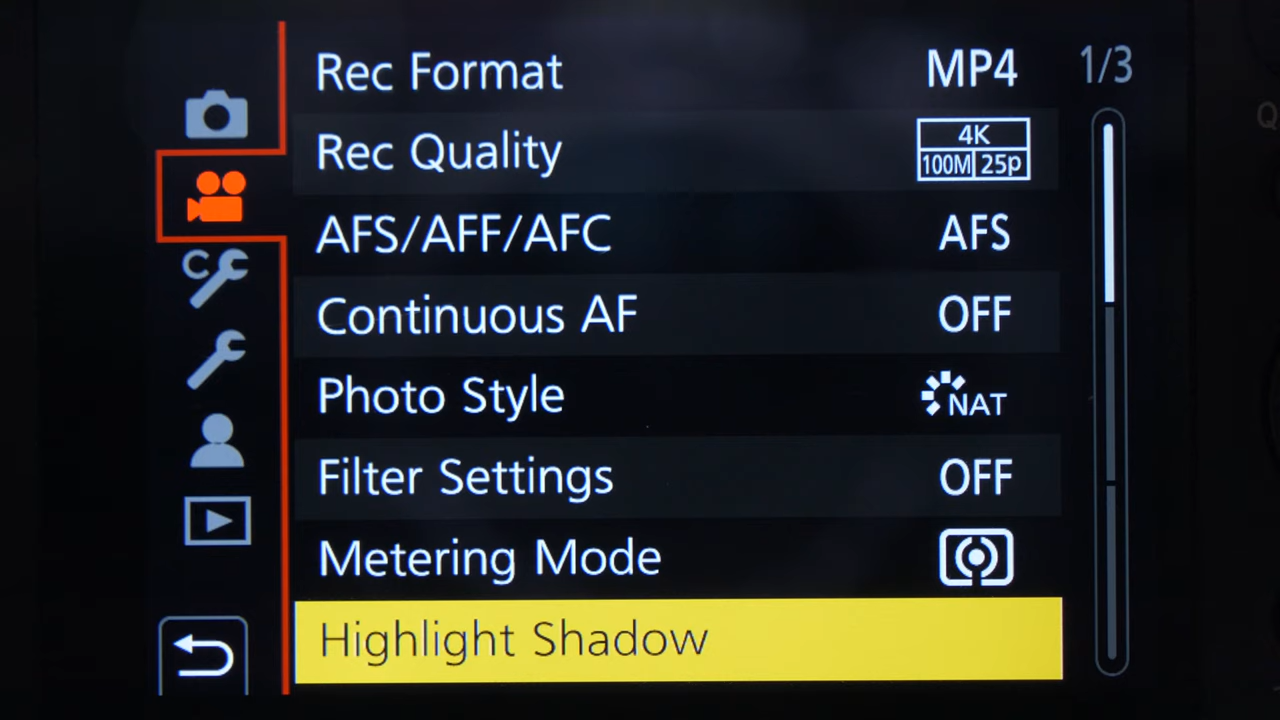 Rec Format MP4 1/3
Rec Quality 4K 100M 25p
AFS/AFF/AFC AFS
C
Continuous AF OFF
Photo Style NAT
Filter Settings OFF
Metering Mode
Highlight Shadow